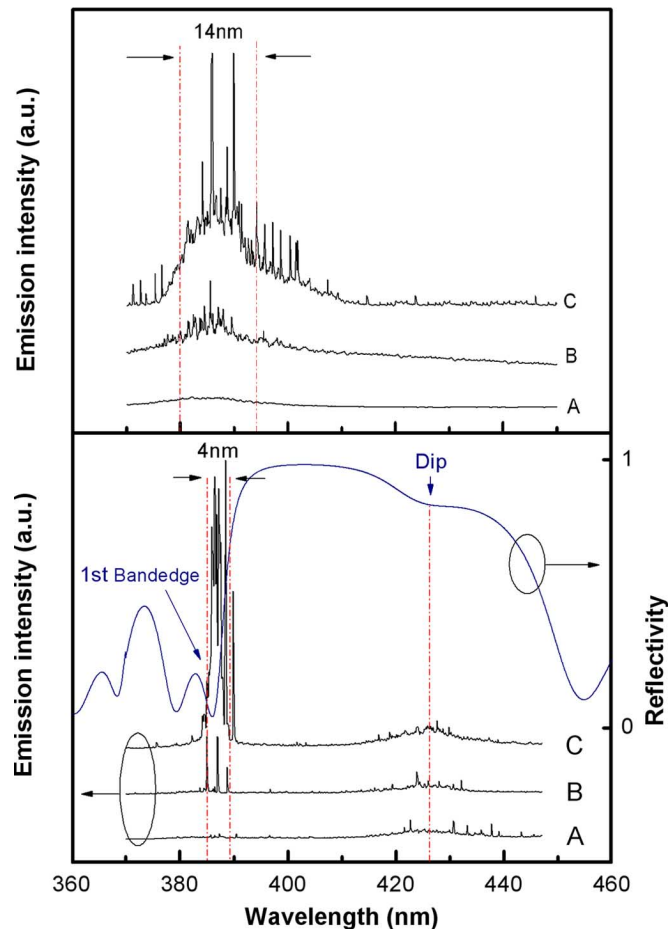 14nm
Emission intensity (a.u.)
C
B
A
4nm
Dip
1
1st Bandedge
Emission intensity (a.u.)
Reflectivity
0
C
B
A
360 380 400 420 440 460
Wavelength (nm)